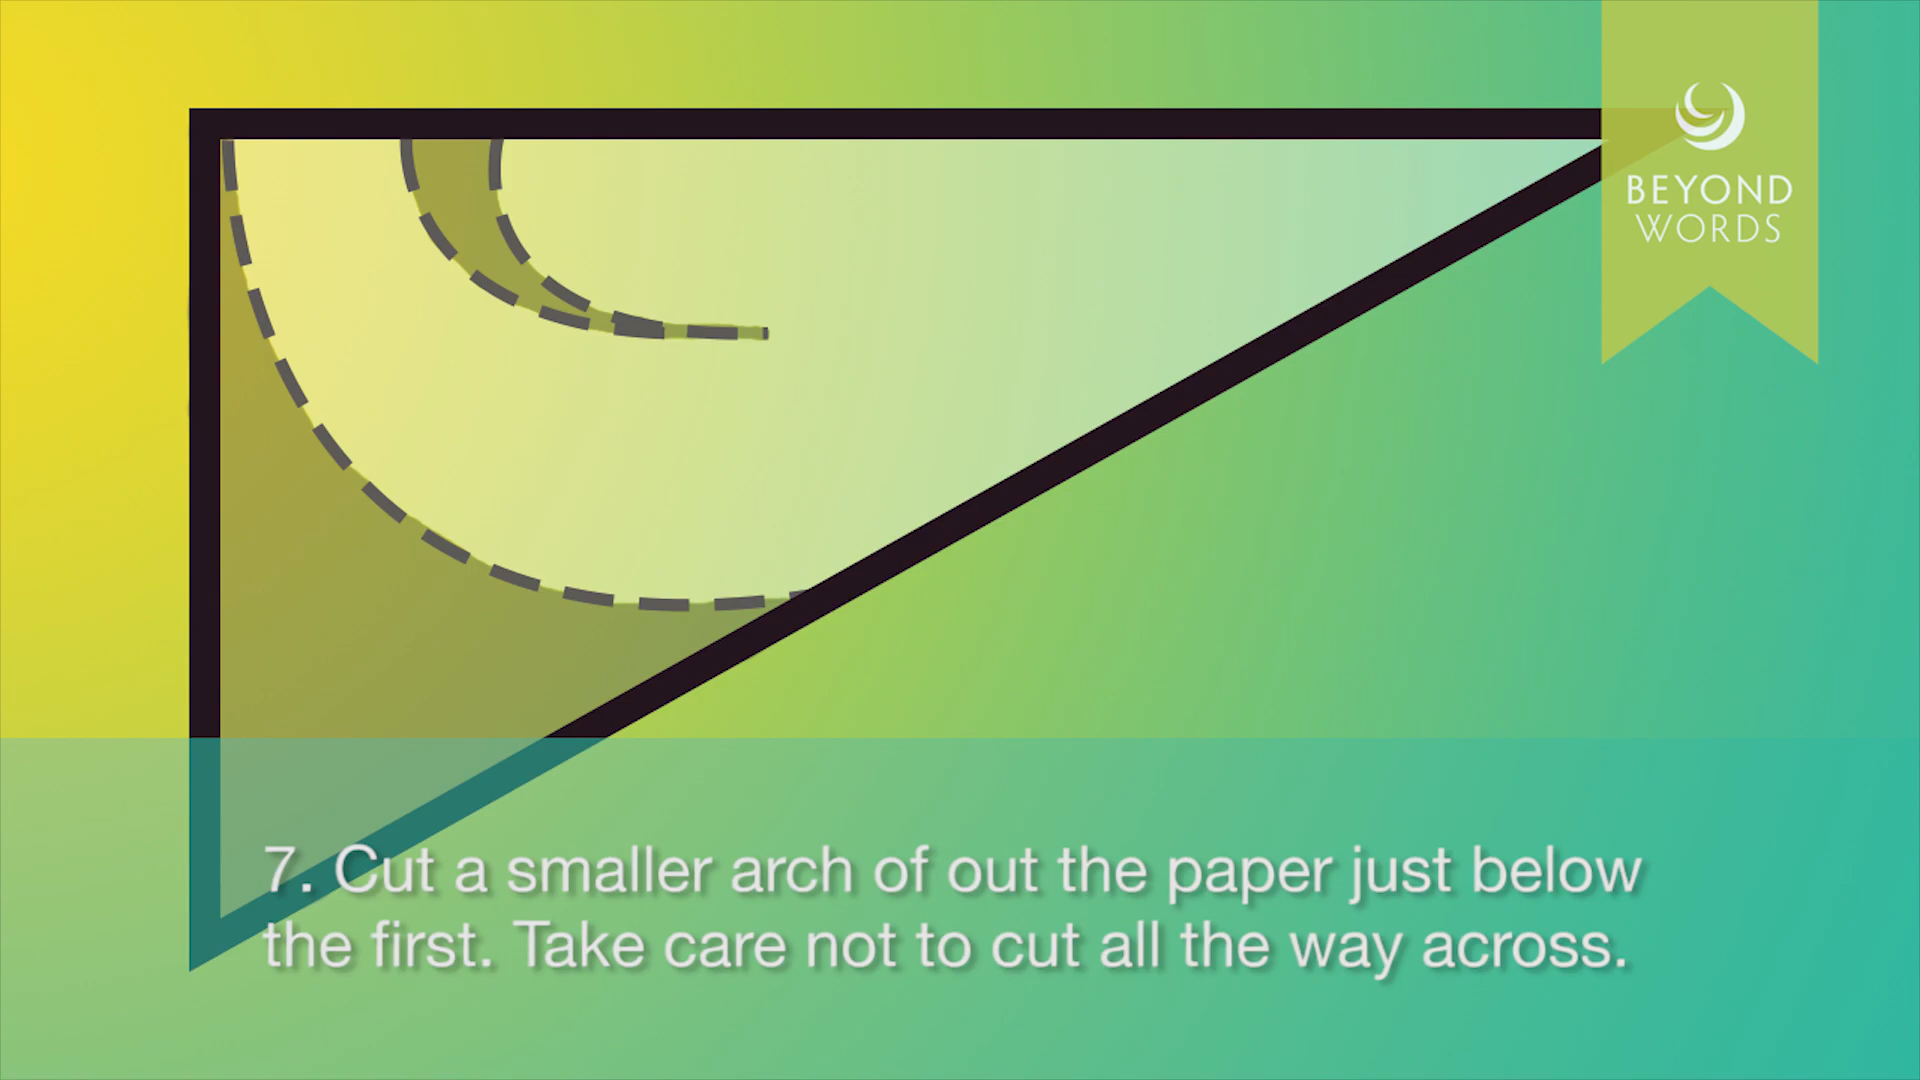 BEYOND
WORDS
7. Cut a smaller arch of out the paper just below
the first. Take care not to cut all the way across.